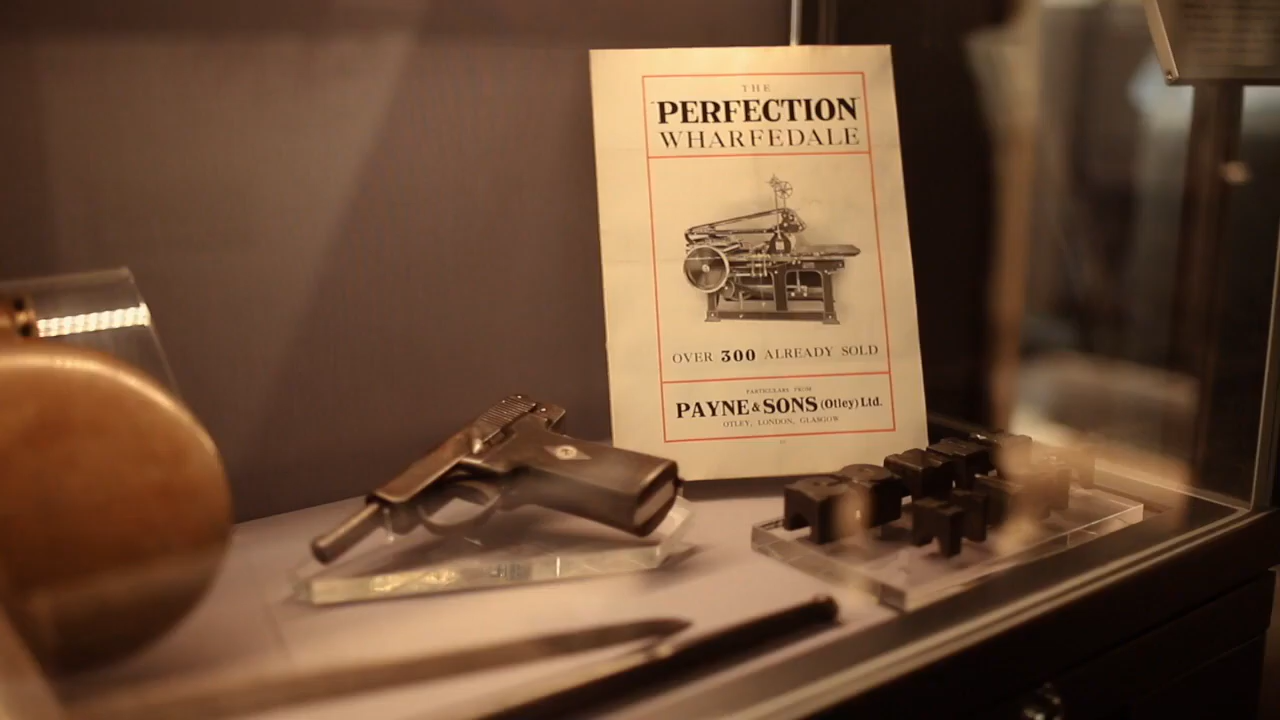 THE
"PERFECTION"
WHARFEDALE
OVER 300 ALREADY SOLD
PARTICULARS FROM
PAYNE & SONS (Otley) Ltd.
OTLEY, LONDON, GLASGOW